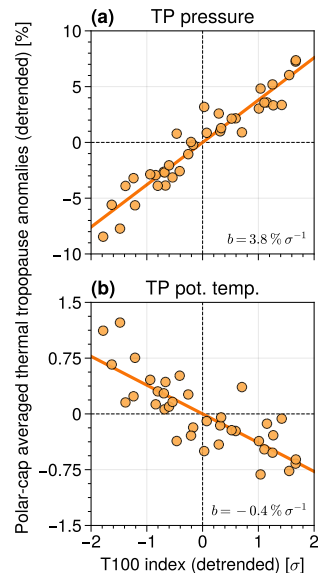 (a) TP pressure
10
5
0
−5
−10
b = 3.8 % σ⁻¹
(b) TP pot. temp.
1.5
0.75
0
−0.75
−1.5
b = − 0.4 % σ⁻¹
−2 −1 0 1 2
T100 index (detrended) [σ]
Polar-cap averaged thermal tropopause anomalies (detrended) [%]